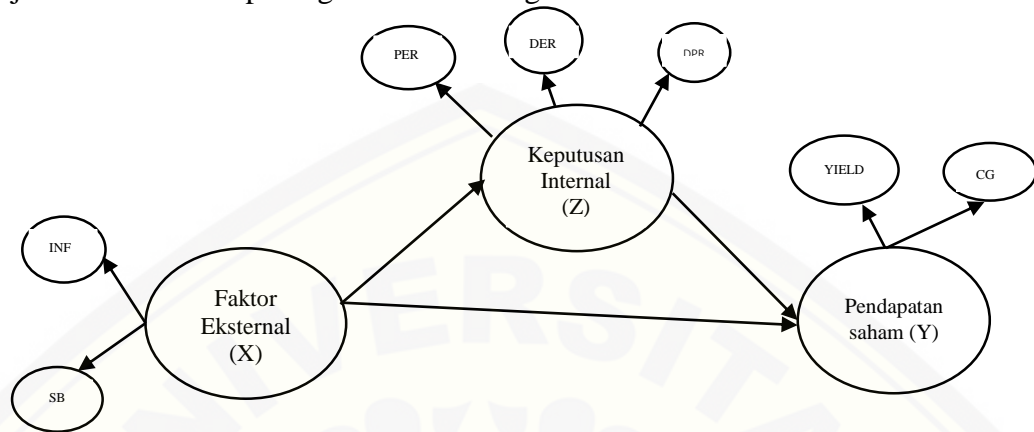 PER
DER
DPR
Keputusan
Internal
(Z)
YIELD
CG
INF
Faktor
Eksternal
(X)
Pendapatan
saham (Y)
SB